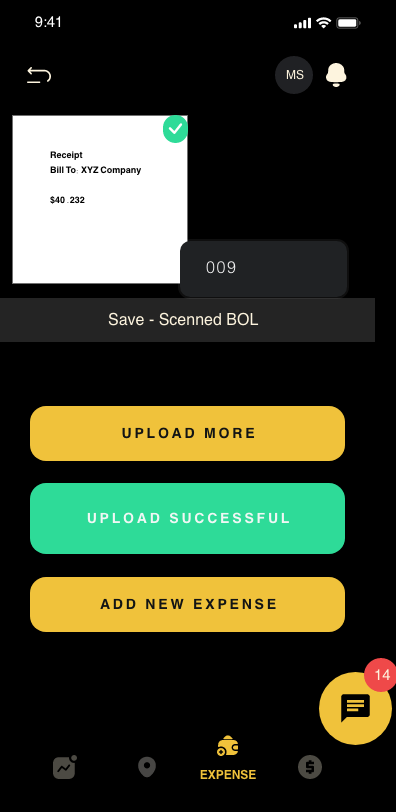 9:41
MS
Receipt
Bill To: XYZ Company
$40.232
009
Save - Scenned BOL
UPLOAD MORE
UPLOAD SUCCESSFUL
ADD NEW EXPENSE
14
$
EXPENSE